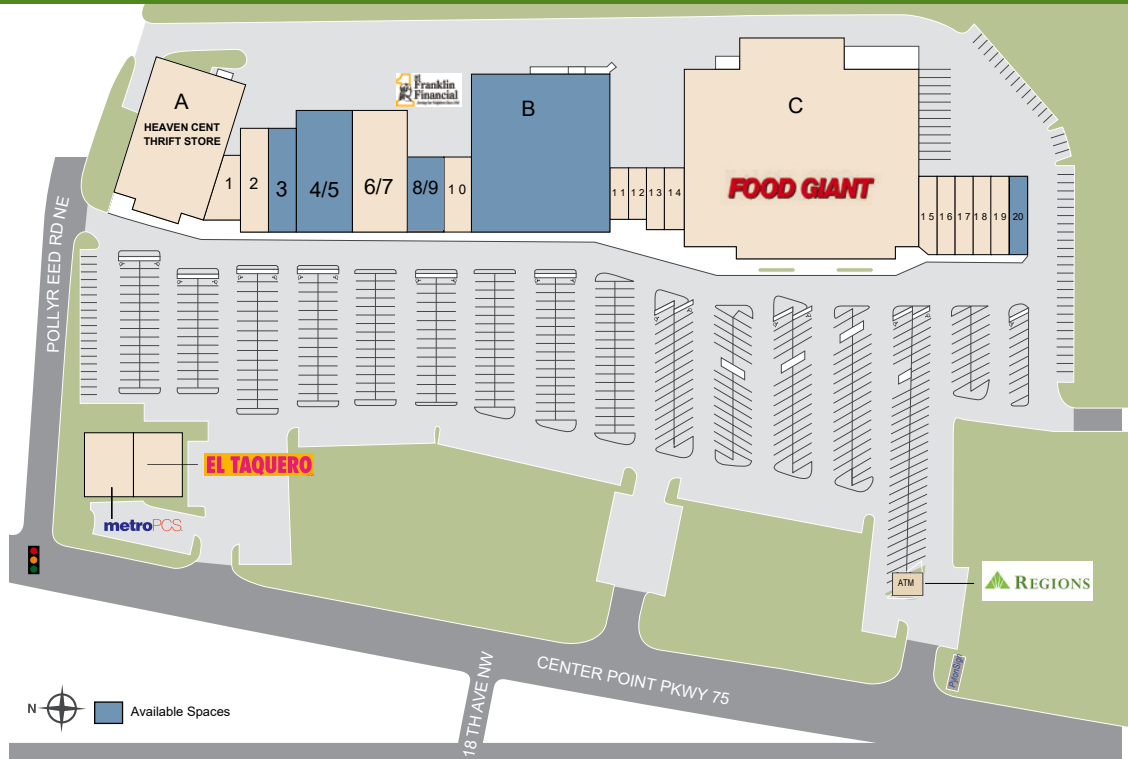 1st
Franklin
Financial
A
HEAVEN CENT
THRIFT STORE
B
C
FOOD GIANT
1
2
3
4/5
6/7
8/9
10
11
12
13
14
15
16
17
18
19
20
POLLYR EED RD NE
EL TAQUERO
metroPCS.
ATM
REGIONS
PylonSign
CENTER POINT PKWY 75
18 TH AVE NW
N
Available Spaces